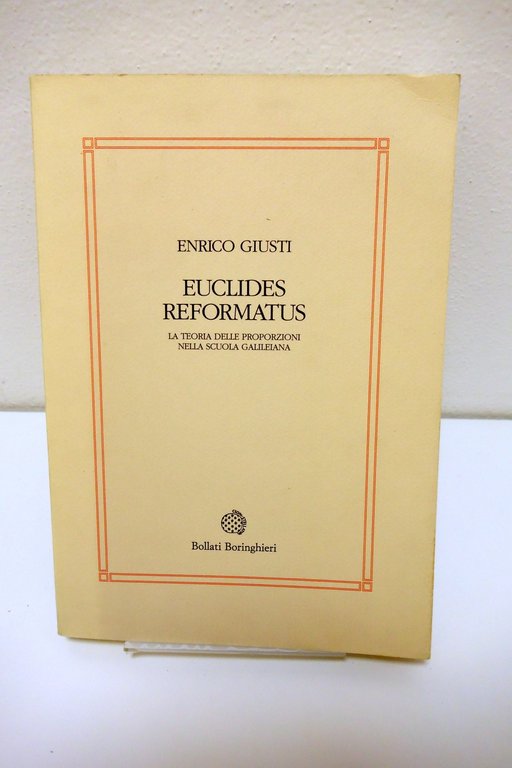 ENRICO GIUSTI
EUCLIDES
REFORMATUS
LA TEORIA DELLE PROPORZIONI
NELLA SCUOLA GALILEIANA
Bollati Boringhieri